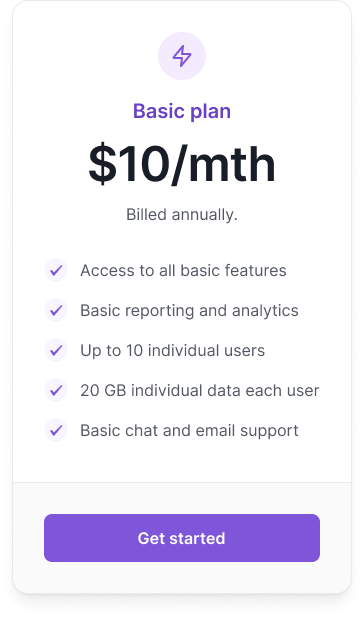 Basic plan
$10/mth
Billed annually.
Access to all basic features
Basic reporting and analytics
Up to 10 individual users
20 GB individual data each user
Basic chat and email support
Get started